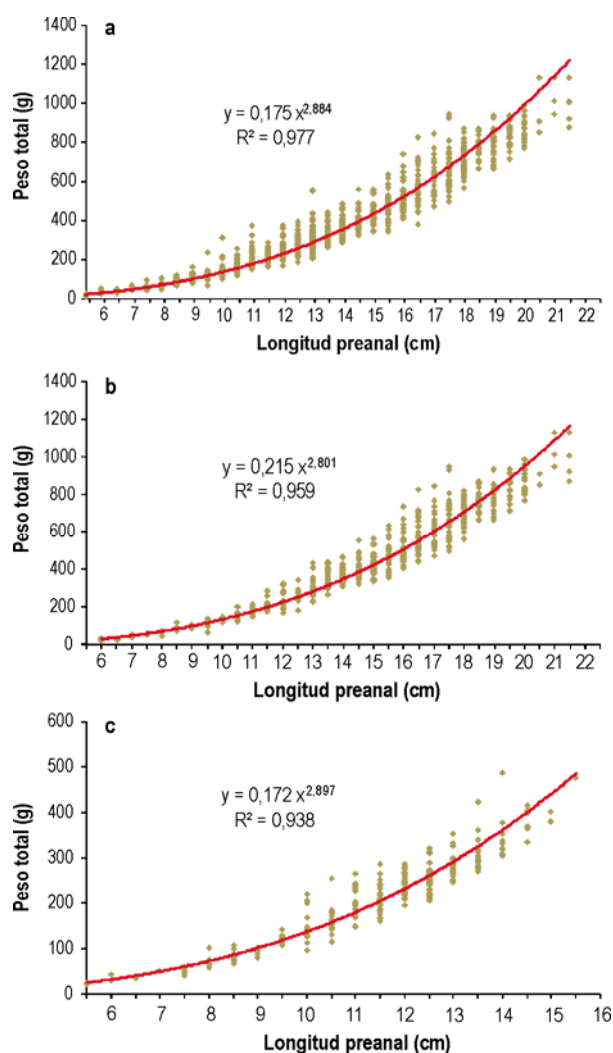 a
1400
1200
1000
800
600
400
200
0
Peso total (g)
y = 0,175 x^2,884
R² = 0,977
6 7 8 9 10 11 12 13 14 15 16 17 18 19 20 21 22
Longitud preanal (cm)
b
1400
1200
1000
800
600
400
200
0
Peso total (g)
y = 0,215 x^2,801
R² = 0,959
6 7 8 9 10 11 12 13 14 15 16 17 18 19 20 21 22
Longitud preanal (cm)
c
600
500
400
300
200
100
0
Peso total (g)
y = 0,172 x^2,897
R² = 0,938
6 7 8 9 10 11 12 13 14 15 16
Longitud preanal (cm)